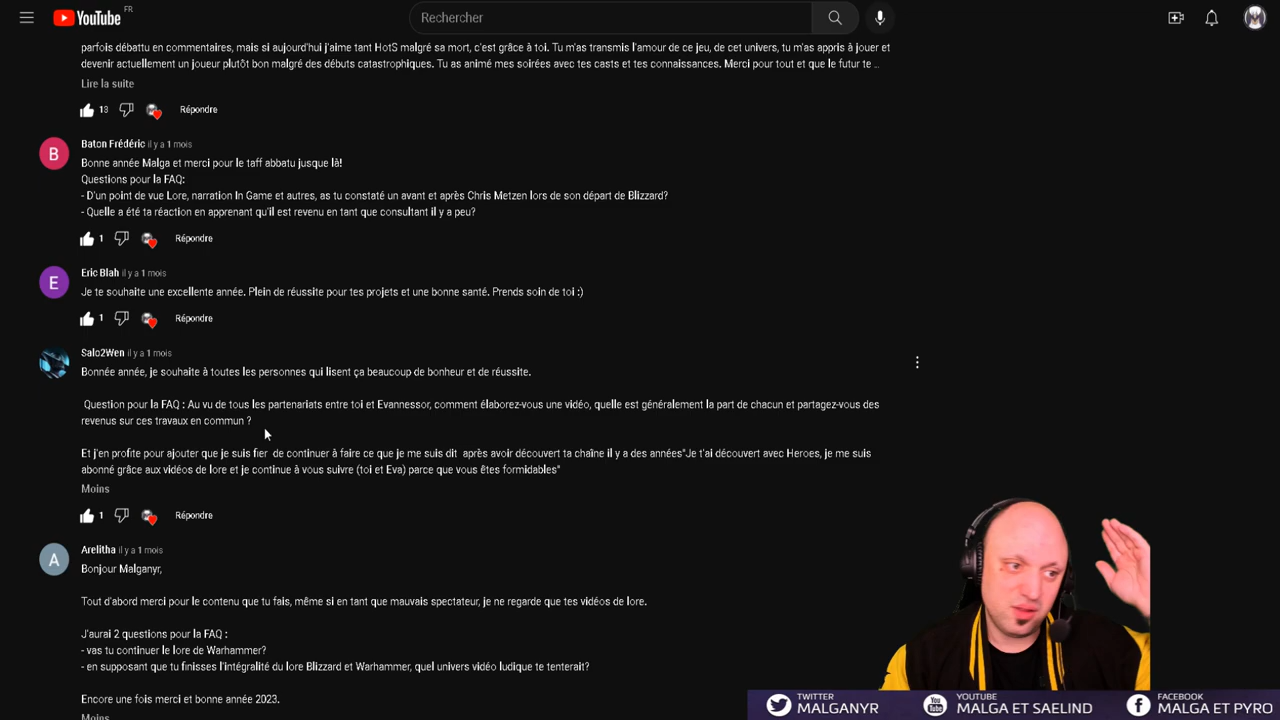 YouTube FR
Rechercher
parfois débattu en commentaires, mais si aujourd'hui j'aime tant HotS malgré sa mort, c'est grâce à toi. Tu m'as transmis l'amour de ce jeu, de cet univers, tu m'as appris à jouer et
devenir actuellement un joueur plutôt bon malgré des débuts catastrophiques. Tu as animé mes soirées avec tes casts et tes connaissances. Merci pour tout et que le futur te ...
Lire la suite
13 Répondre
B Baton Frédéric il y a 1 mois
Bonne année Malga et merci pour le taff abbatu jusque là!
Questions pour la FAQ:
- D'un point de vue Lore, narration In Game et autres, as tu constaté un avant et après Chris Metzen lors de son départ de Blizzard?
- Quelle a été ta réaction en apprenant qu'il est revenu en tant que consultant il y a peu?
1 Répondre
E Eric Blah il y a 1 mois
Je te souhaite une excellente année. Plein de réussite pour tes projets et une bonne santé. Prends soin de toi :)
1 Répondre
Salc2Wen il y a 1 mois
Bonnée année, je souhaite à toutes les personnes qui lisent ça beaucoup de bonheur et de réussite.
Question pour la FAQ : Au vu de tous les partenariats entre toi et Evannessor, comment élaborez-vous une vidéo, quelle est généralement la part de chacun et partagez-vous des
revenus sur ces travaux en commun ?
Et j'en profite pour ajouter que je suis fier de continuer à faire ce que je me suis dit après avoir découvert ta chaîne il y a des années"Je t'ai découvert avec Heroes, je me suis
abonné grâce aux vidéos de lore et je continue à vous suivre (toi et Eva) parce que vous êtes formidables"
Moins
1 Répondre
A Arelitha il y a 1 mois
Bonjour Malganyr,
Tout d'abord merci pour le contenu que tu fais, même si en tant que mauvais spectateur, je ne regarde que tes vidéos de lore.
J'aurai 2 questions pour la FAQ :
- vas tu continuer le lore de Warhammer?
- en supposant que tu finisses l'intégralité du lore Blizzard et Warhammer, quel univers vidéo ludique te tenterait?
Encore une fois merci et bonne année 2023.
Moins
TWITTER
MALGANYR
YOUTUBE
MALGA ET SAELIND
FACEBOOK
MALGA ET PYRO